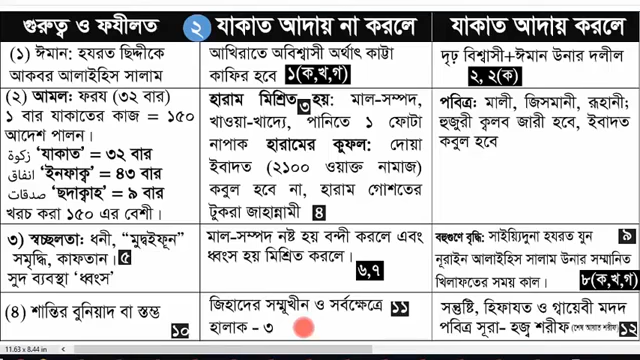 গুরুত্ব ও ফযীলত
২ যাকাত আদায় না করলে
যাকাত আদায় করলে
(১) ঈমান: হযরত ছিদ্দীকে
আকবর আলাইহিস সালাম
আখিরাতে অবিশ্বাসী অর্থাৎ কাট্টা
কাফির হবে ১(ক,খ,গ)
দৃঢ় বিশ্বাসী+ঈমান উনার দলীল
২, ২(ক)
(২) আমল: ফরয (৩২ বার)
১ বার যাকাতের কাজ = ১৫০
আদেশ পালন।
زكوة ‘যাকাত’ = ৩২ বার
انفاق ‘ইনফাক্ব’ = ৪৩ বার
صدقات ‘ছদাক্বাহ’ = ৯ বার
খরচ করা ১৫০ এর বেশী।
হারাম মিশ্রিত হয়: মাল-সম্পদ,
৩
খাওয়া-খাদ্যে, পানিতে ১ ফোটা
নাপাক হারামের কুফল: দোয়া
ইবাদত (২১০০ ওয়াক্ত নামাজ)
কবুল হবে না, হারাম গোশতের
টুকরা জাহান্নামী ৪
পবিত্র: মালী, জিসমানী, রূহানী;
হুজুরী ক্বলব জারী হবে, ইবাদত
কবুল হবে
৩) স্বচ্ছলতা: ধনী, “মুদ্বইফূন”
সমৃদ্ধি, কাফতান। ৫
সুদ ব্যবস্থা ‘ধ্বংস’
মাল-সম্পদ নষ্ট হয় বন্দী করলে এবং
ধ্বংস হয় মিশ্রিত করলে।
৬,৭
বহুগুণে বৃদ্ধি: সাইয়্যিদুনা হযরত যুন ৯
নূরাইন আলাইহিস সালাম উনার সম্মানিত
খিলাফতের সময় কাল। ৮(ক,খ,গ)
(৪) শান্তির বুনিয়াদ বা স্তম্ভ
১০
জিহাদের সম্মুখীন ও সর্বক্ষেত্রে ১১
হালাক - ৩
সন্তুষ্টি, হিফাযত ও গায়েবী মদদ
পবিত্র সূরা- হজ্ব শরীফ (শেষ আয়াত শরীফ) ১২
11.63 x 8.44 in